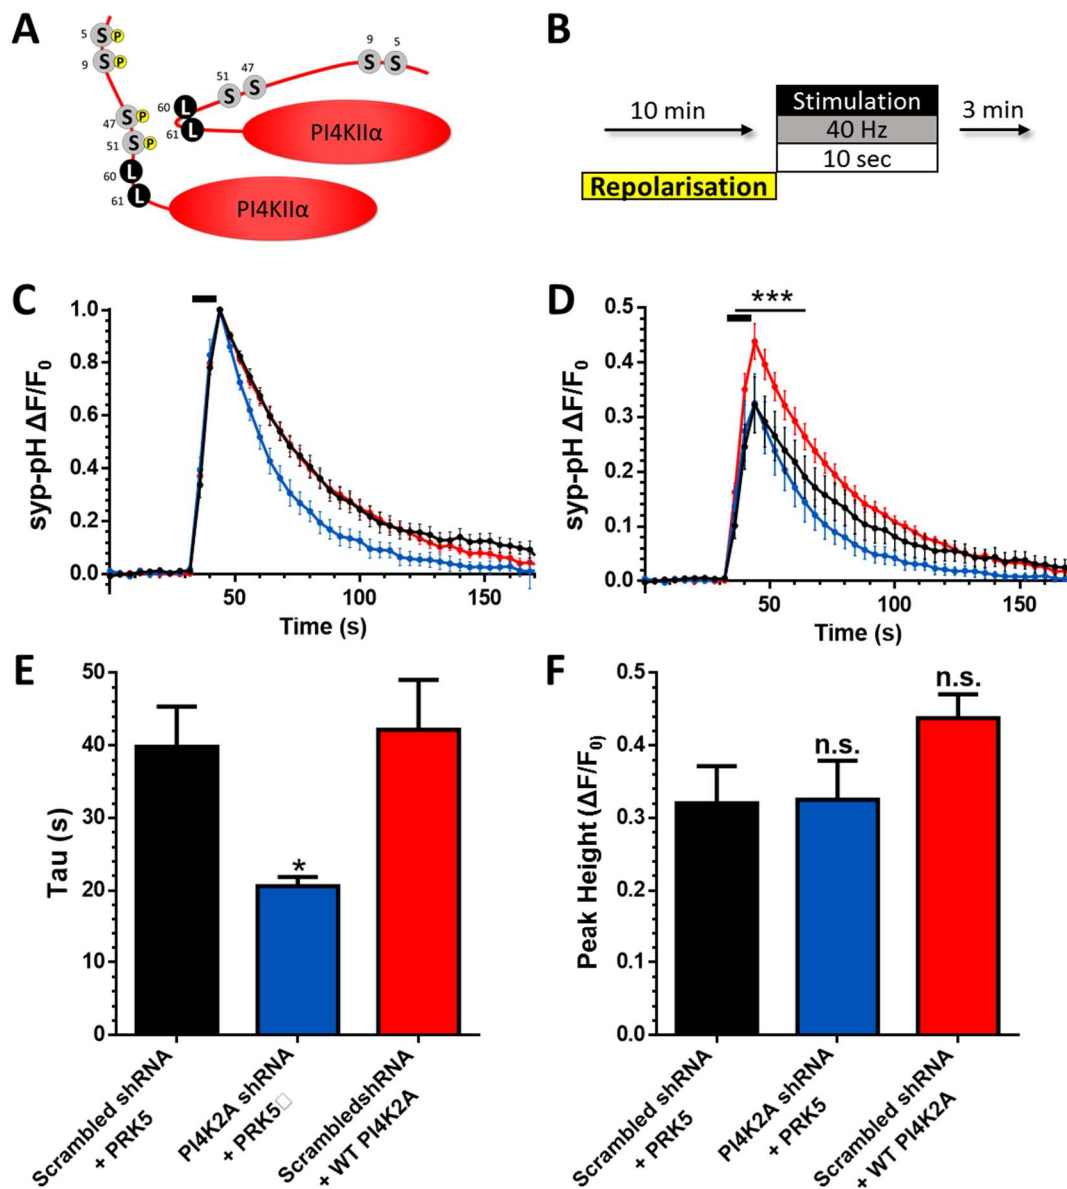 A
5 S P
9 S P
47 S P
51 S P
60 L
61 L
PI4KIIα
9 5
S S
51 47
S S
60 L
61 L
PI4KIIα
B
10 min
Stimulation
40 Hz
10 sec
3 min
Repolarisation
C
syp-pH ΔF/F0
1.0
0.8
0.6
0.4
0.2
0.0
50
100
150
Time (s)
D
***
syp-pH ΔF/F0
0.5
0.4
0.3
0.2
0.1
0.0
50
100
150
Time (s)
E
Tau (s)
50
40
30
20
10
0
*
Scrambled shRNA
+ PRK5
PI4K2A shRNA
+ PRK5□
ScrambledshRNA
+ WT PI4K2A
F
Peak Height (ΔF/F0)
0.5
0.4
0.3
0.2
0.1
0.0
n.s.
n.s.
Scrambled shRNA
+ PRK5
PI4K2A shRNA
+ PRK5
Scrambled shRNA
+ WT PI4K2A